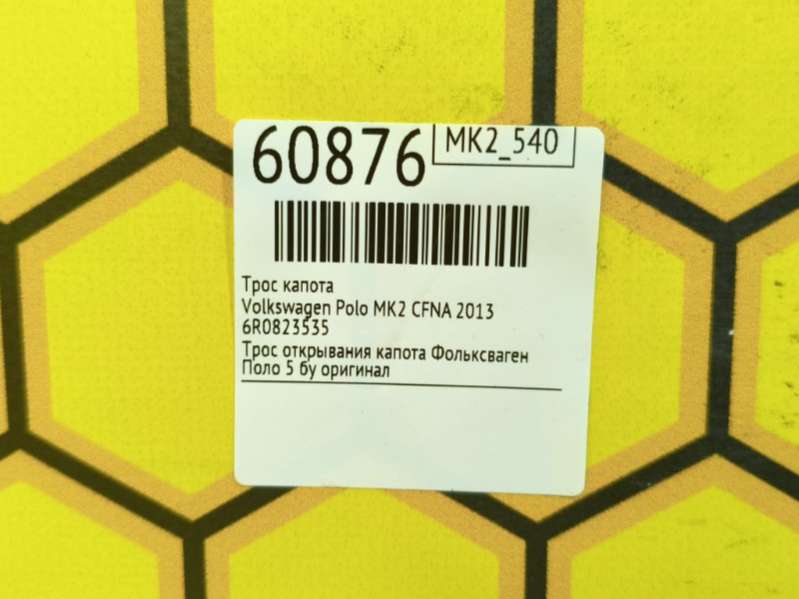 60876
MK2_540
Трос капота
Volkswagen Polo MK2 CFNA 2013
6R0823535
Трос открывания капота Фольксваген
Поло 5 бу оригинал